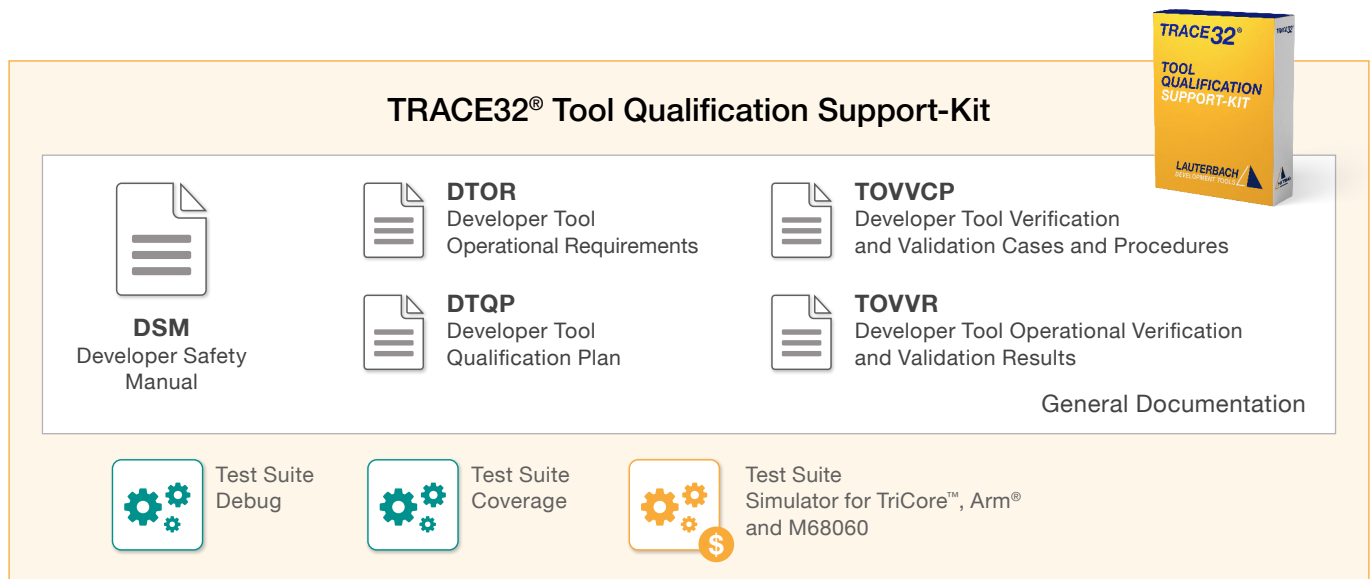 TRACE32®
TOOL
QUALIFICATION
SUPPORT-KIT
LAUTERBACH
DEVELOPMENT TOOLS
TRACE32® Tool Qualification Support-Kit
DSM
Developer Safety
Manual
DTOR
Developer Tool
Operational Requirements
DTQP
Developer Tool
Qualification Plan
TOVVCP
Developer Tool Verification
and Validation Cases and Procedures
TOVVR
Developer Tool Operational Verification
and Validation Results
General Documentation
Test Suite
Debug
Test Suite
Coverage
$
Test Suite
Simulator for TriCore™, Arm®
and M68060